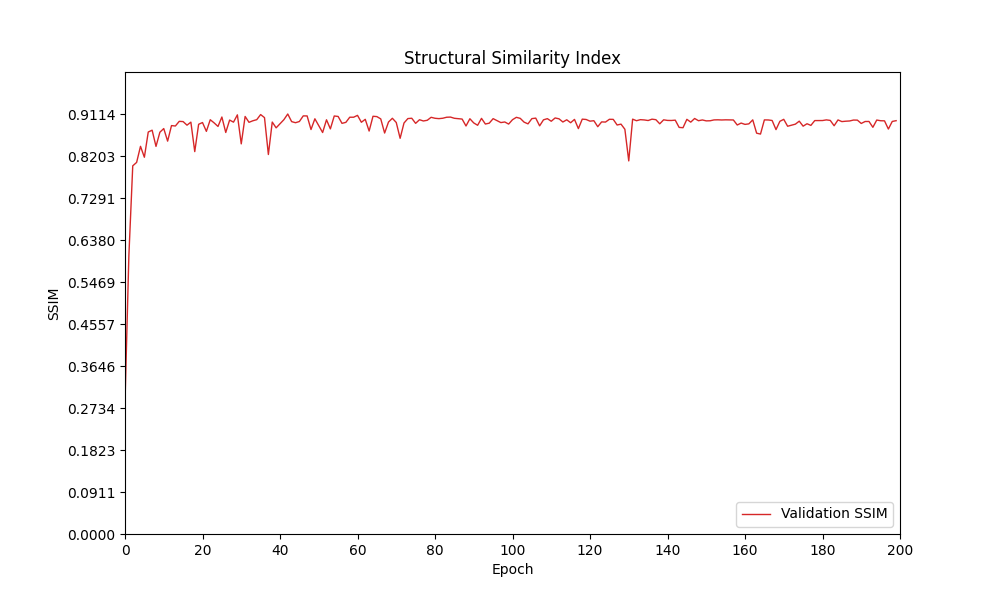 Structural Similarity Index
0.9114
0.8203
0.7291
0.6380
0.5469
0.4557
0.3646
0.2734
0.1823
0.0911
0.0000
SSIM
Validation SSIM
0 20 40 60 80 100 120 140 160 180 200
Epoch